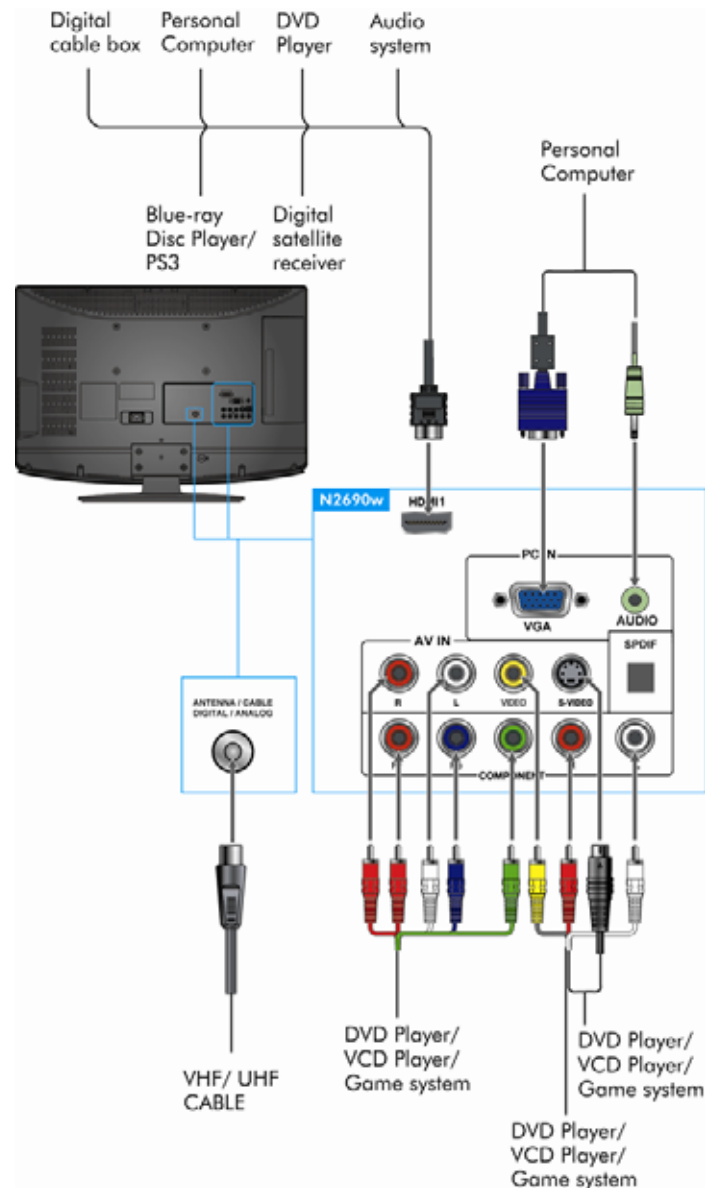 Digital
cable box
Personal
Computer
DVD
Player
Audio
system
Personal
Computer
Blue-ray
Disc Player/
PS3
Digital
satellite
receiver
N2690w
HDMI1
PC IN
VGA
AUDIO
SPDIF
AV IN
R
L
VIDEO
S-VIDEO
COMPONENT
ANTENNA / CABLE
DIGITAL / ANALOG
VHF/ UHF
CABLE
DVD Player/
VCD Player/
Game system
DVD Player/
VCD Player/
Game system
DVD Player/
VCD Player/
Game system